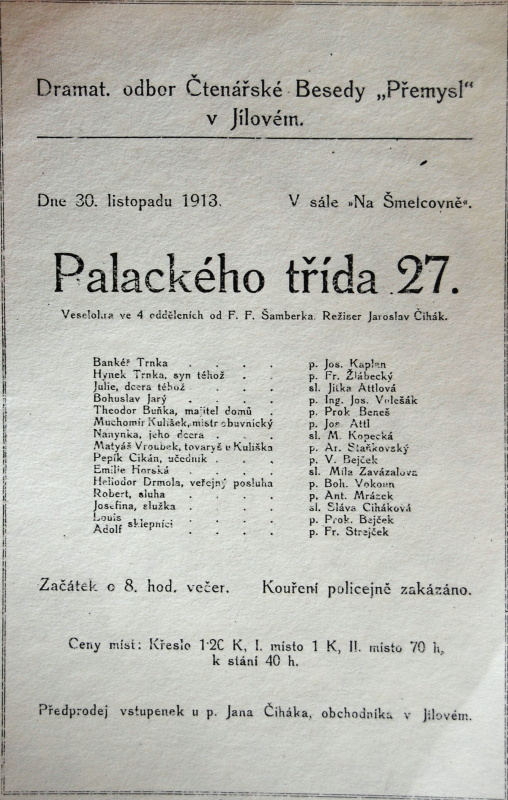 Dramat. odbor Čtenářské Besedy „Přemysl“
v Jílovém.
Dne 30. listopadu 1913. V sále »Na Šmelcovně«.
Palackého třída 27.
Veselohra ve 4 odděleních od F. F. Šamberka. Režiser Jaroslav Čihák.
Bankéř Trnka . . . . p. Jos. Kaplan
Hynek Trnka, syn téhož . . p. Fr. Žlábecký
Julie, dcera téhož . . . sl. Jitka Attlová
Bohuslav Jarý . . . . p. Ing. Jos. Volešák
Theodor Buňka, majitel domů . p. Prok Beneš
Muchomír Kulíšek, mistr obuvnický p. Jos Attl
Nanynka, jeho dcera . . . sl. M. Kopecká
Matyáš Vroubek, tovaryš u Kulíška p. Ar. Staňkovský
Pepík Cikán, učedník . . . p. V. Bejček
Emilie Horská . . . . sl. Míla Zavázalova
Heliodor Drmola, veřejný posluha p. Boh. Vokoun
Robert, sluha . . . . p. Ant. Mrázek
Josefina, služka . . . . sl. Sláva Čiháková
Louis sklepníci . . . p. Prok. Bejček
Adolf . . . . p. Fr. Strejček
Začátek o 8. hod. večer. Kouření policejně zakázáno.
Ceny míst: Křeslo 1·20 K, I. místo 1 K, II. místo 70 h,
k stání 40 h.
Předprodej vstupenek u p. Jana Čiháka, obchodníka v Jílovém.